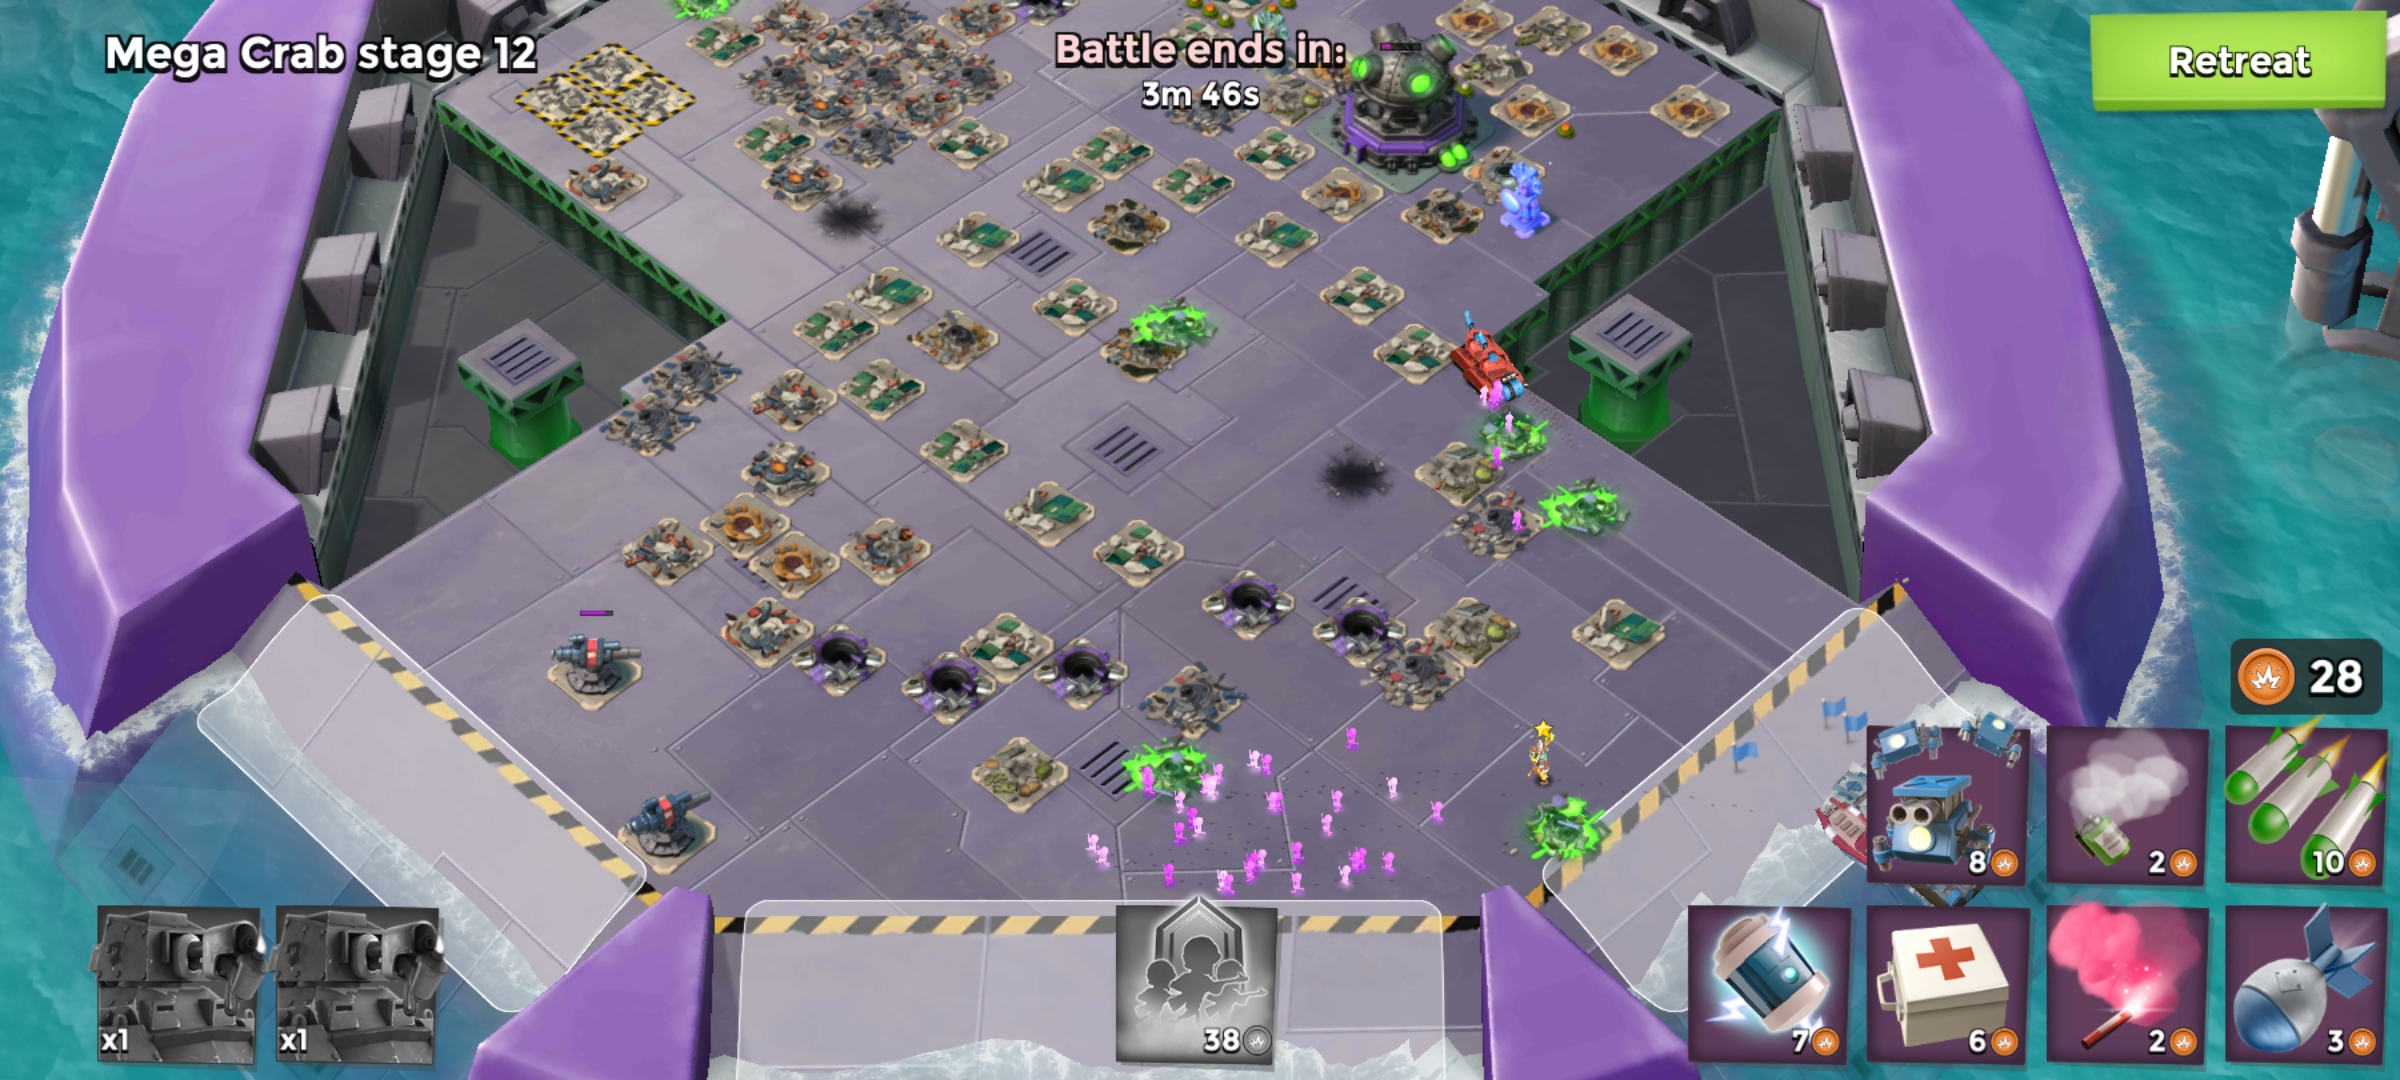 Mega Crab stage 12
Battle ends in:
3m 46s
Retreat
28
8
2
10
x1
x1
38
7
6
2
3